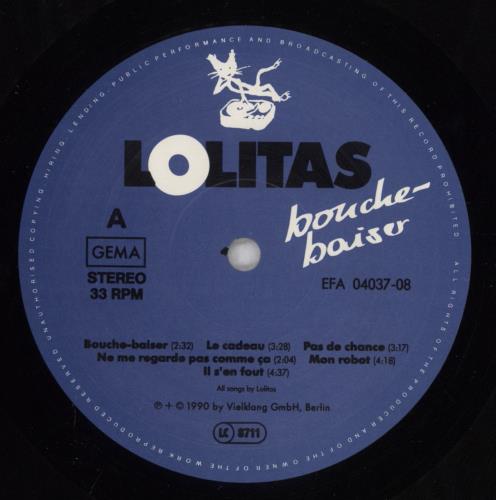 UNAUTHORISED COPYING · HIRING · LENDING · PUBLIC PERFORMANCE AND BROADCASTING OF THIS RECORD PROHIBITED · ALL RIGHTS OF THE PRODUCER AND OF THE OWNER OF THE WORK REPRODUCED RESERVED
LOLITAS
bouche-
baiser
A
GEMA
STEREO
33 RPM
EFA 04037-08
Bouche-baiser (2:32) Le cadeau (3:28) Pas de chance (3:17)
Ne me regarde pas comme ça (2:04) Mon robot (4:18)
Il s'en fout (4:37)
All songs by Lolitas
℗ + © 1990 by Vielklang GmbH, Berlin
LC 8711